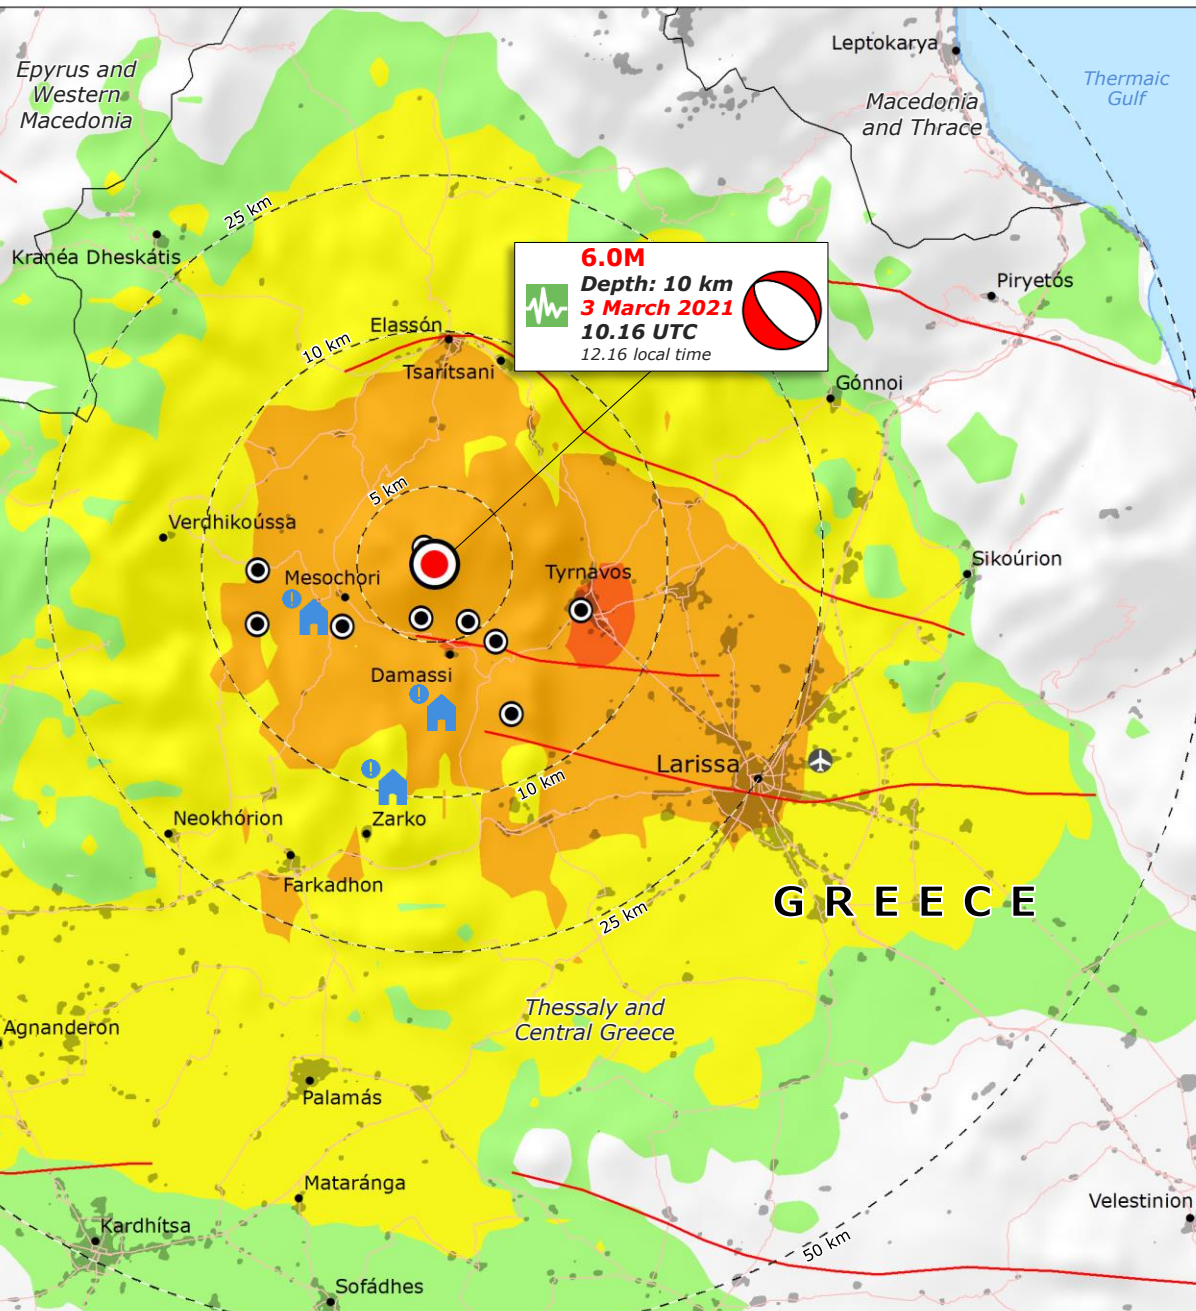 Leptokarya
Epyrus and
Western
Macedonia
Thermaic
Gulf
Macedonia
and Thrace
25 km
Kranéa Dheskátis
6.0M
Depth: 10 km
3 March 2021
10.16 UTC
12.16 local time
Piryetós
Elassón
10 km
Tsarítsani
Gónnoi
5 km
Verdhikoússa
Sikoúrion
Tyrnavos
Mesochori
!
Damassi
!
Larissa
!
10 km
Neokhórion
Zarko
Farkadhon
GREECE
25 km
Thessaly and
Central Greece
Agnanderon
Palamás
Mataránga
Velestinion
Kardhítsa
50 km
Sofádhes